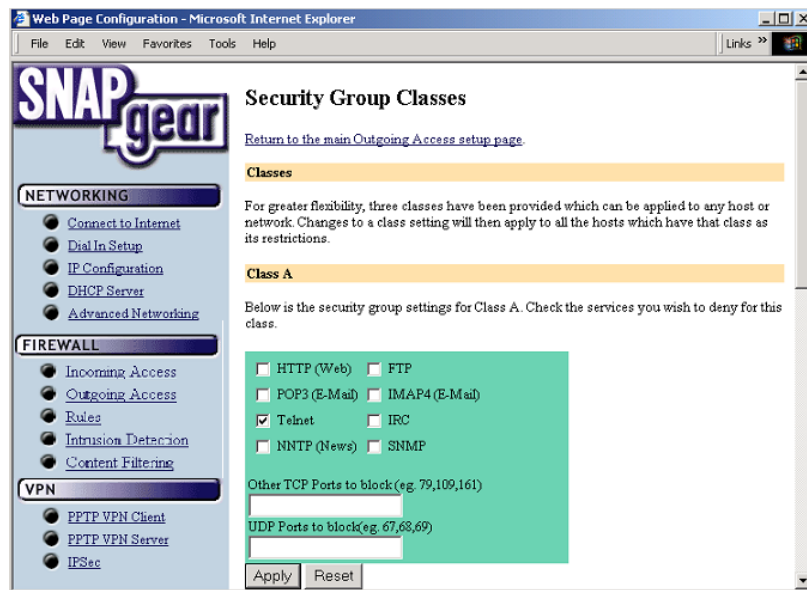 Web Page Configuration - Microsoft Internet Explorer
File Edit View Favorites Tools Help
Links »
SNAP
gear
NETWORKING
Connect to Internet
Dial In Setup
IP Configuration
DHCP Server
Advanced Networking
FIREWALL
Incoming Access
Outgoing Access
Rules
Intrusion Detection
Content Filtering
VPN
PPTP VPN Client
PPTP VPN Server
IPSec
Security Group Classes
Return to the main Outgoing Access setup page.
Classes
For greater flexibility, three classes have been provided which can be applied to any host or
network. Changes to a class setting will then apply to all the hosts which have that class as
its restrictions.
Class A
Below is the security group settings for Class A. Check the services you wish to deny for this
class.
HTTP (Web) FTP
POP3 (E-Mail) IMAP4 (E-Mail)
Telnet IRC
NNTP (News) SNMP
Other TCP Ports to block (eg. 79,109,161)
UDP Ports to block(eg. 67,68,69)
Apply Reset